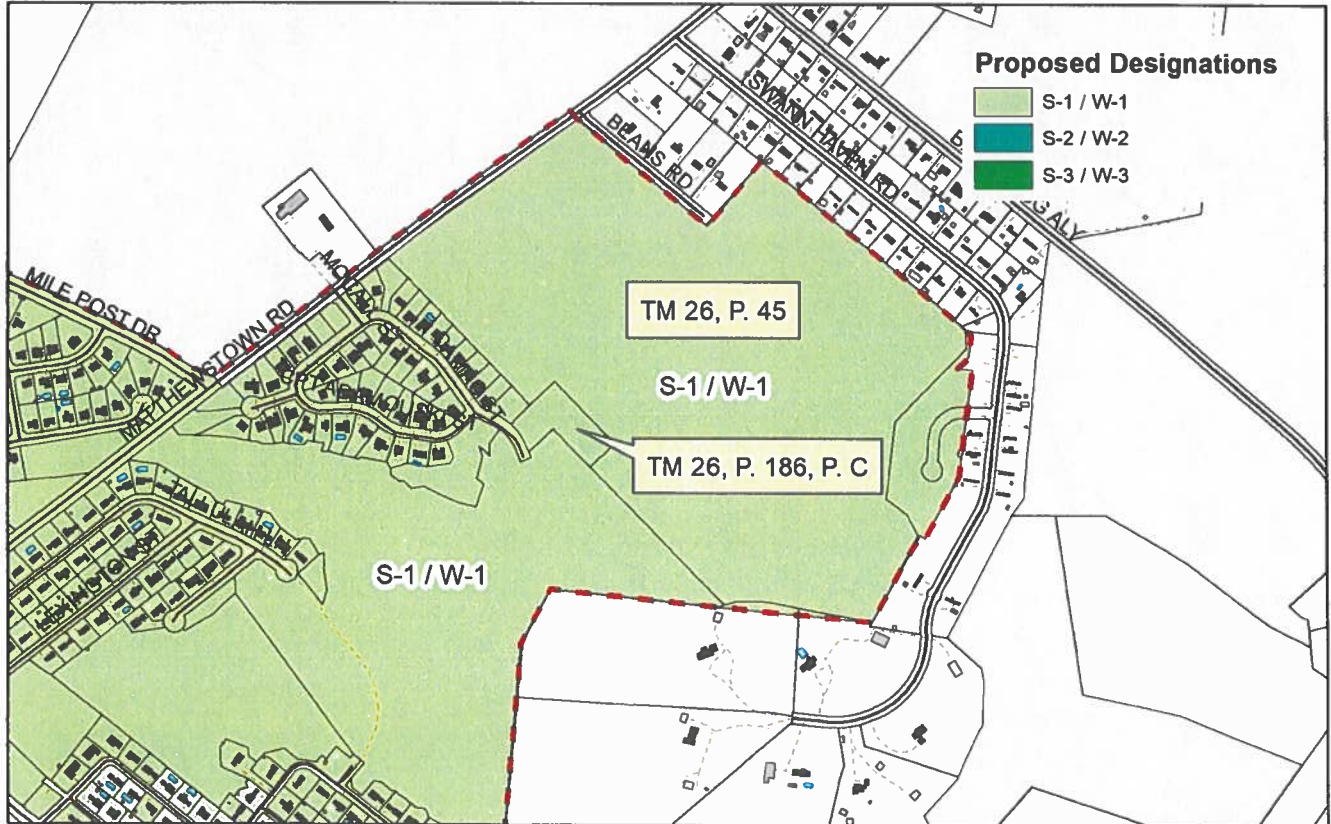 Proposed Designations
S-1 / W-1
S-2 / W-2
S-3 / W-3
SWANN HAVEN RD
BEANS RD
G ALY
MILE POST DR
MATTHEWSTOWN RD
TM 26, P. 45
S-1 / W-1
TM 26, P. 186, P. C
S-1 / W-1